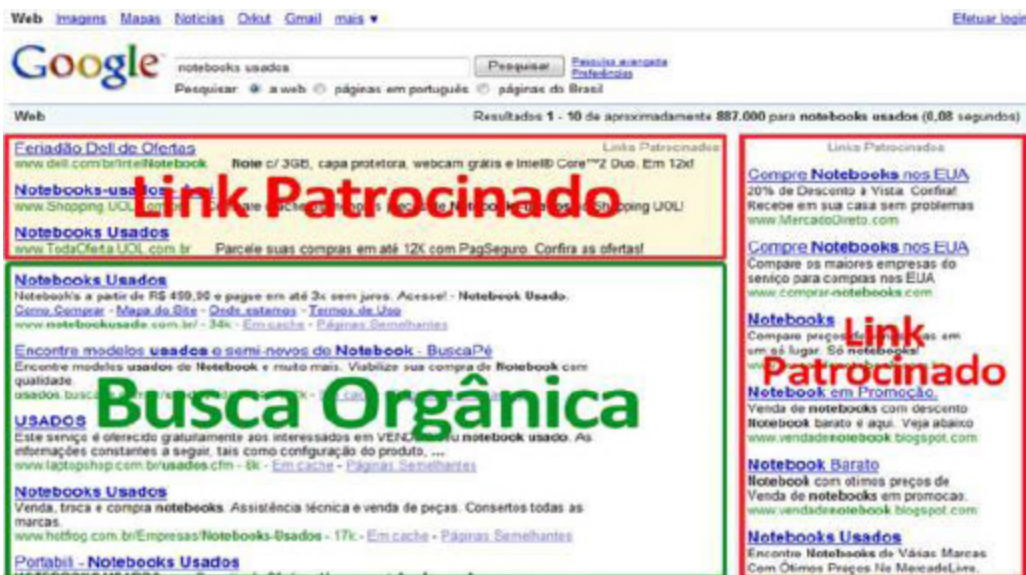 Web Imagens Mapas Notícias Orkut Gmail mais ▼ Efetuar login
Google notebooks usados Pesquisar Pesquisa avançada
Preferências
Pesquisar: a web páginas em português páginas do Brasil
Web Resultados 1 - 10 de aproximadamente 887.000 para notebooks usados (0,08 segundos)
Feriadão Dell de Ofertas Links Patrocinados
www.dell.com/br/IntelNotebook Note c/ 3GB, capa protetora, webcam grátis e Intel® Core™2 Duo. Em 12x!
Notebooks-usados
www.Shopping.UOL Shopping UOL!
Link Patrocinado
Notebooks Usados
www.TodaOferta.UOL.com.br Parcele suas compras em até 12X com PagSeguro. Confira as ofertas!
Notebooks Usados
Notebook's a partir de R$ 499,90 e pague em até 3x sem juros. Acesse! - Notebook Usado.
Como Comprar - Mapa do Site - Onde estamos - Termos de Uso
www.notebookusado.com.br/ - 34k - Em cache - Páginas Semelhantes
Encontre modelos usados e semi-novos de Notebook - BuscaPé
Encontre modelos usados de Notebook e muito mais. Viabilize sua compra de Notebook com
qualidade
Busca Orgânica
USADOS
Este serviço é oferecido gratuitamente aos interessados em notebook usado. As
informações constantes a seguir, tais como configuração do produto, ...
www.laptopshop.com.br/usados.cfm - 8k - Em cache - Páginas Semelhantes
Notebooks Usados
Venda, troca e compra notebooks. Assistência técnica e venda de peças. Consertos todas as
marcas.
www.hotfrog.com.br/Empresas/Notebooks-Usados - 17k - Em cache - Páginas Semelhantes
Portabili - Notebooks Usados
Links Patrocinados
Compre Notebooks nos EUA
20% de Desconto à Vista. Confira!
Recebe em sua casa sem problemas
www.MercadoDireto.com
Compre Notebooks nos EUA
Compare os maiores empresas do
serviço para compras nos EUA
www.comprar-notebooks.com
Notebooks
Compare preços em
um só lugar. Só notebooks!
Link
Patrocinado
Notebook em Promoção.
Venda de notebooks com desconto
Notebook barato é aqui. Veja abaixo
www.vendadenotebook.blogspot.com
Notebook Barato
Notebook com otimos preços de
Venda de notebooks em promocao.
www.vendadenotebook.blogspot.com
Notebooks Usados
Encontre Notebooks de Várias Marcas
Com Ótimos Preços No MercadoLivre.